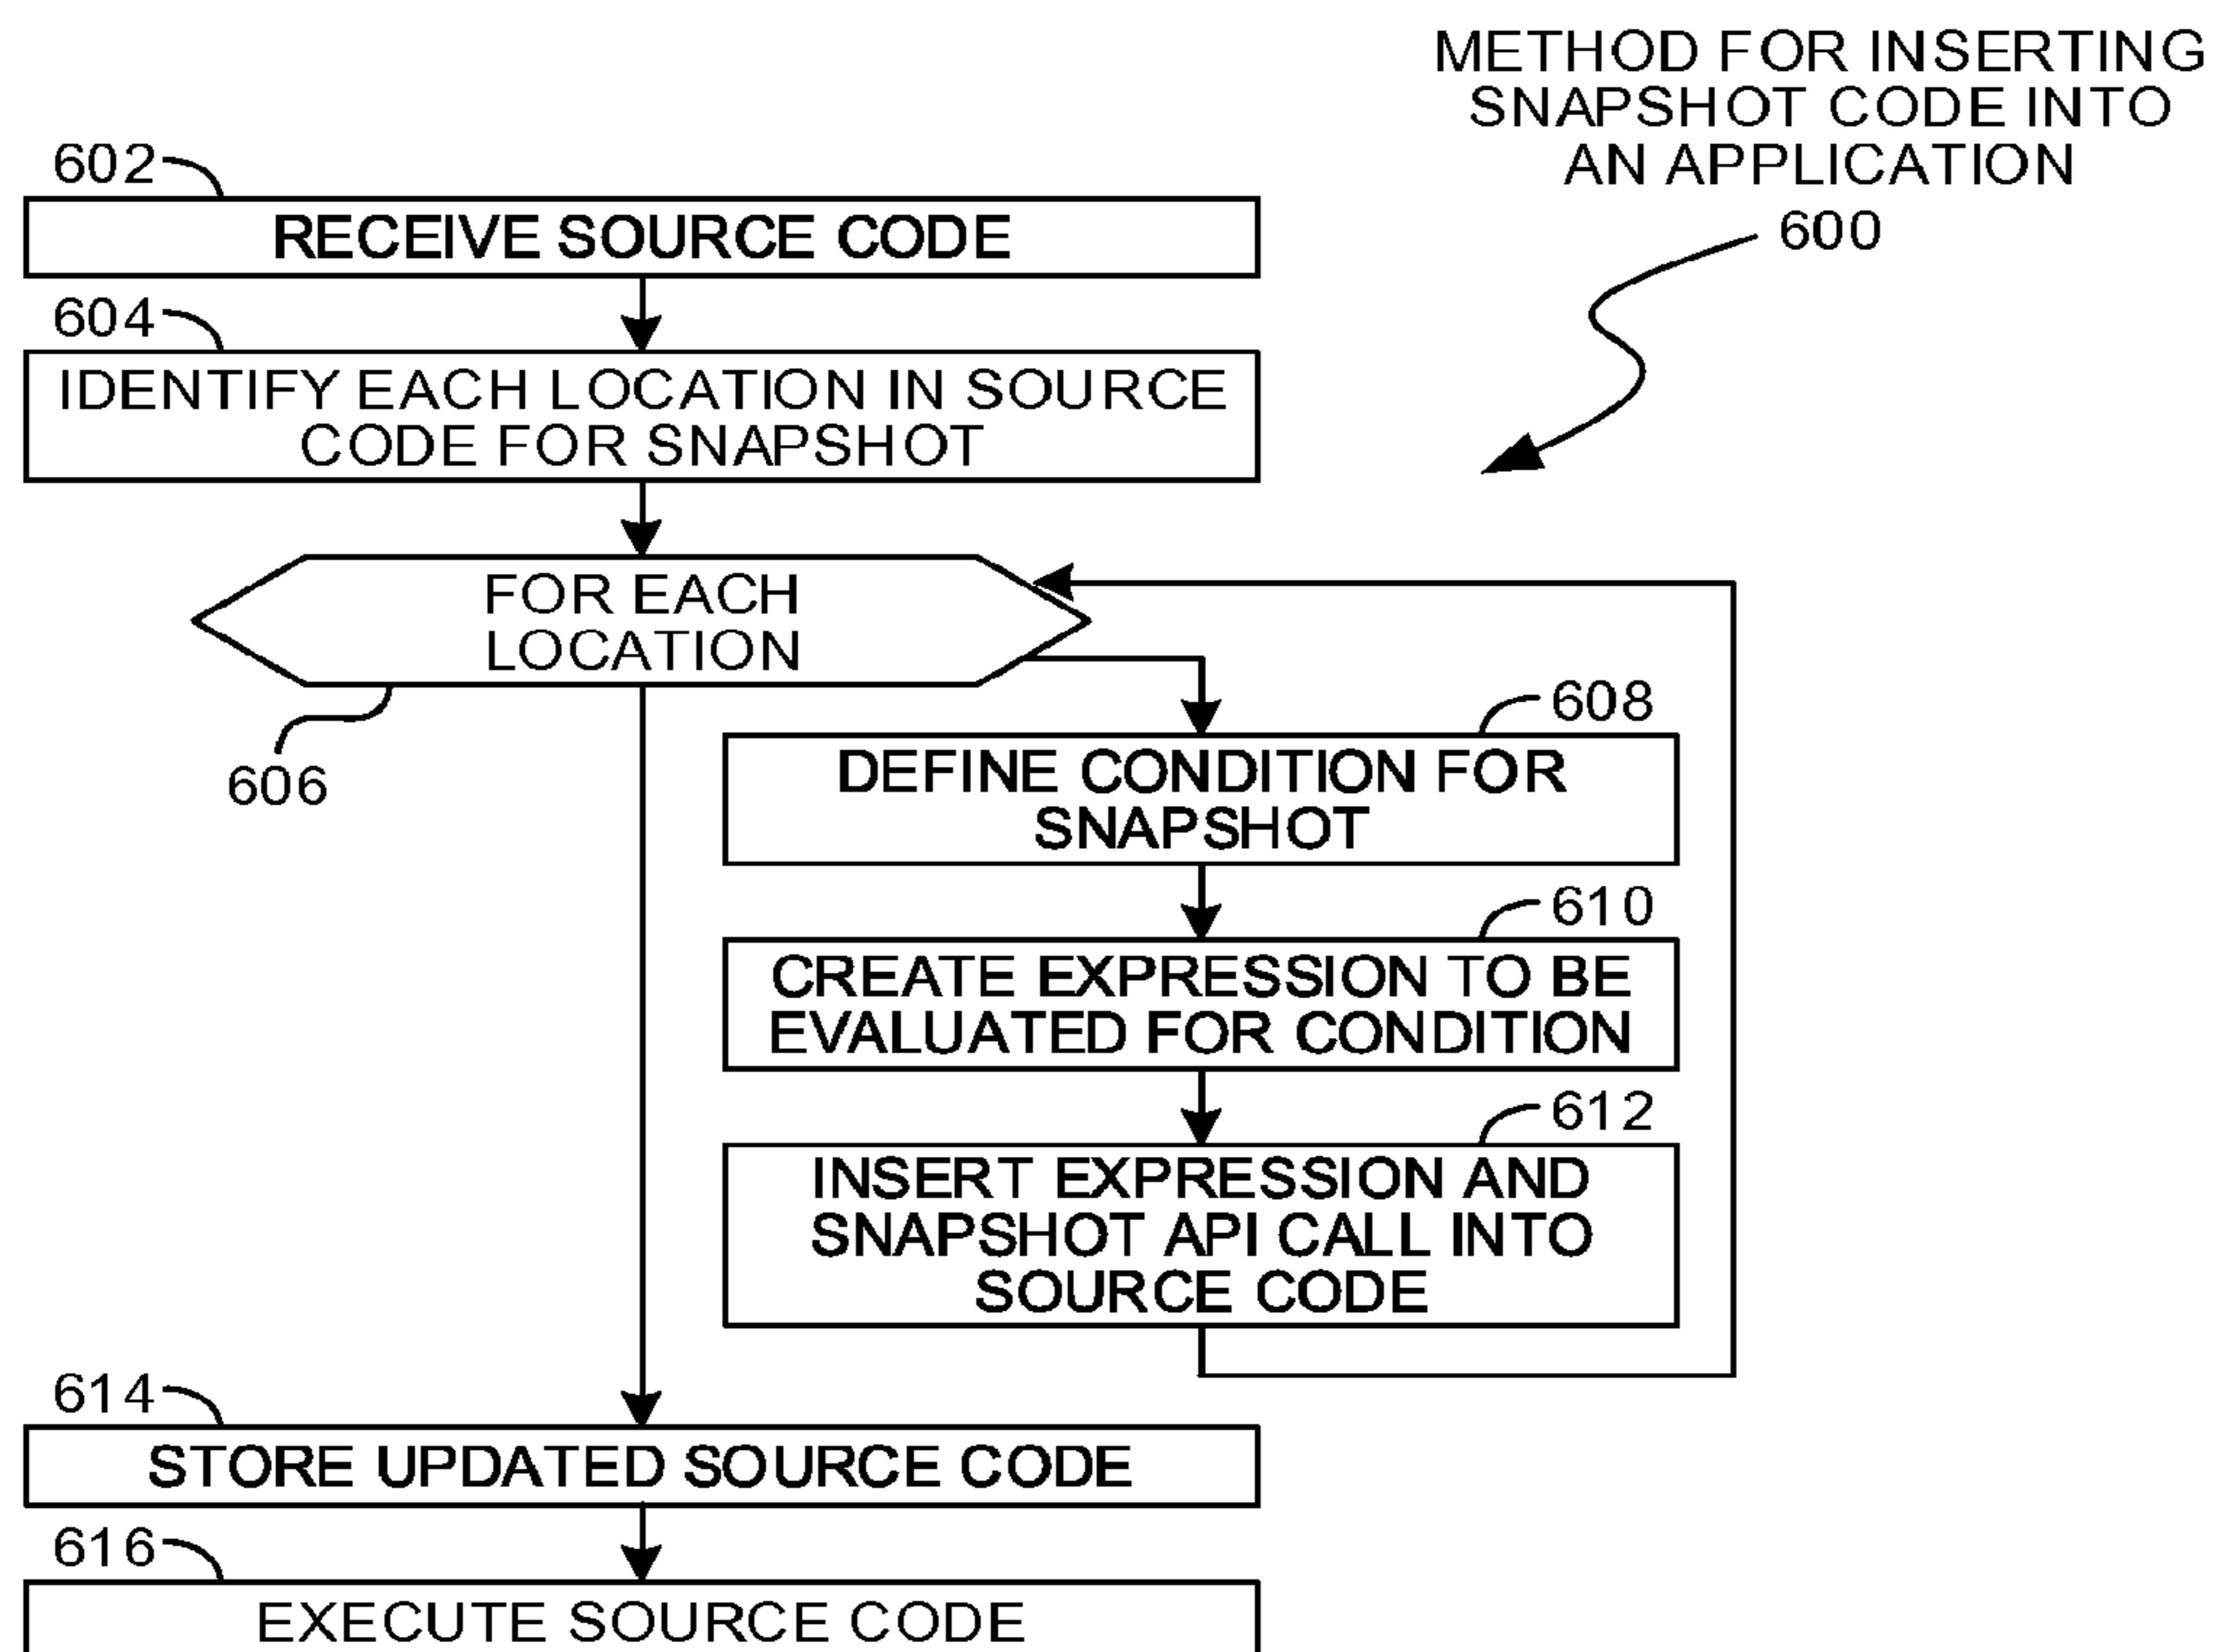 METHOD FOR INSERTING
SNAPSHOT CODE INTO
AN APPLICATION
600
602
RECEIVE SOURCE CODE
604
IDENTIFY EACH LOCATION IN SOURCE
CODE FOR SNAPSHOT
FOR EACH
LOCATION
606
608
DEFINE CONDITION FOR
SNAPSHOT
610
CREATE EXPRESSION TO BE
EVALUATED FOR CONDITION
612
INSERT EXPRESSION AND
SNAPSHOT API CALL INTO
SOURCE CODE
614
STORE UPDATED SOURCE CODE
616
EXECUTE SOURCE CODE